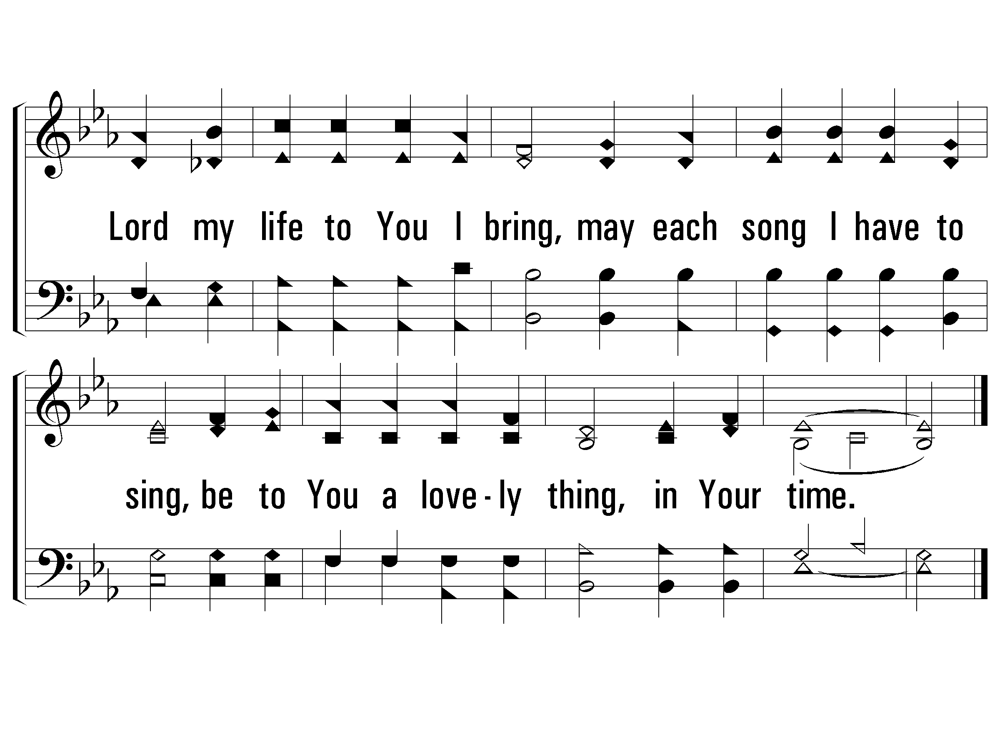 Lord my life to You I bring, may each song I have to
sing, be to You a love - ly thing, in Your time.